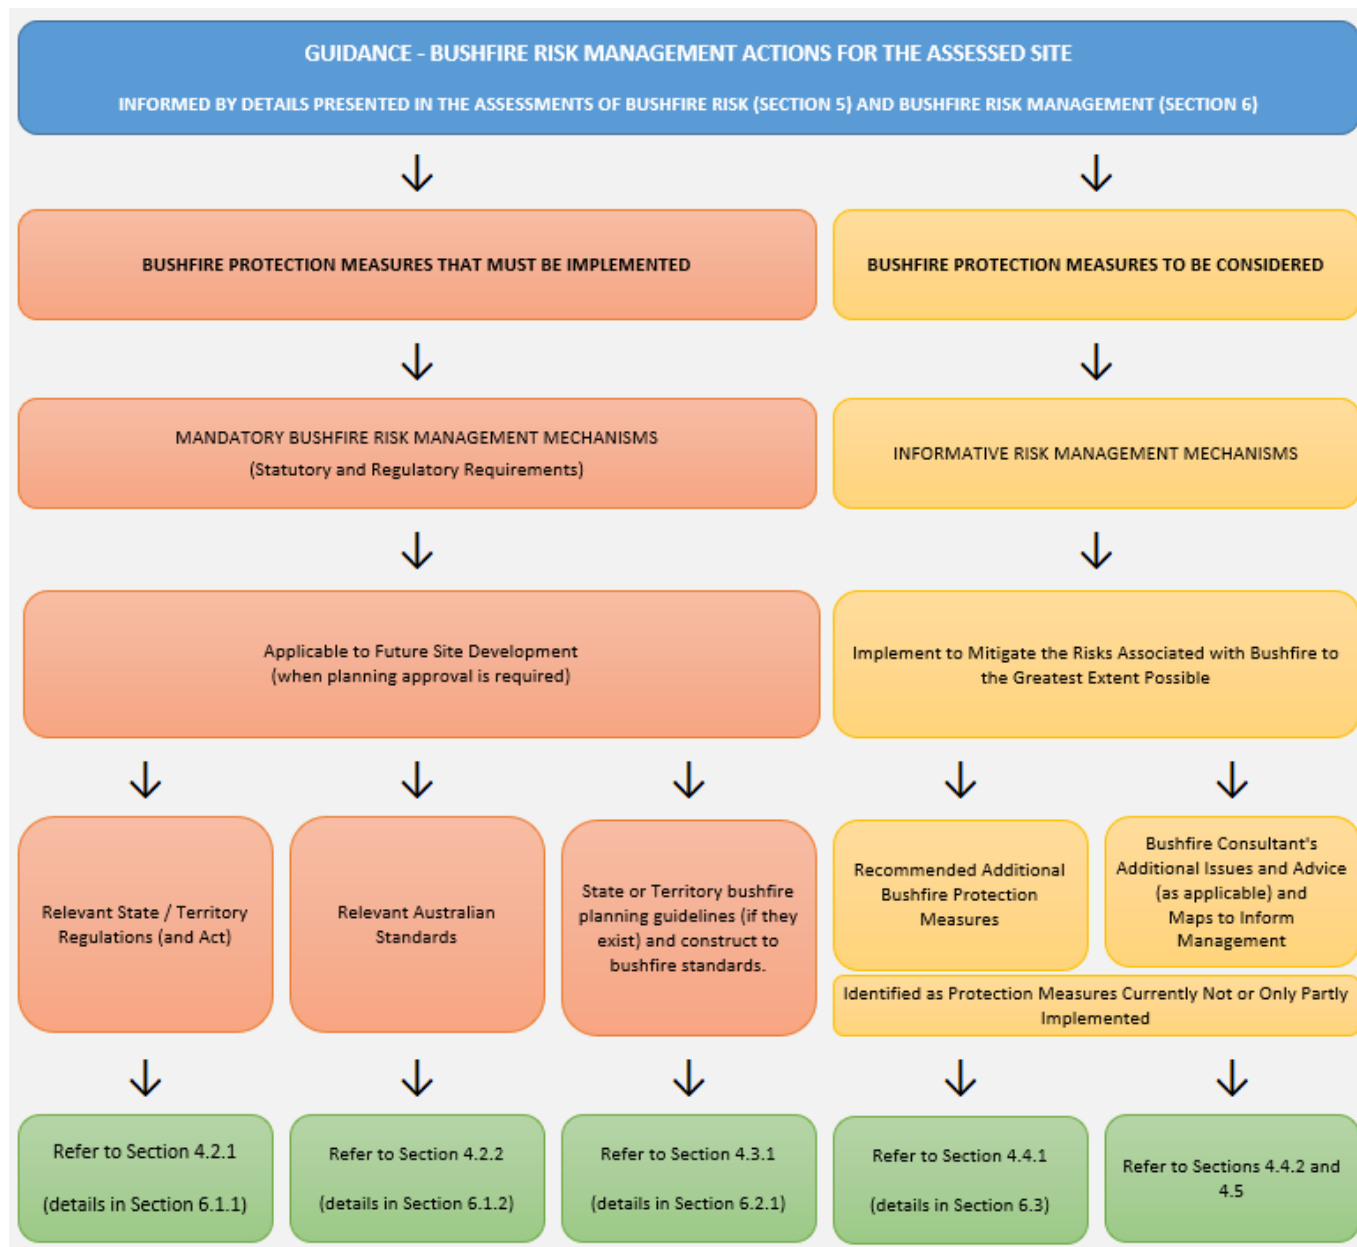 GUIDANCE - BUSHFIRE RISK MANAGEMENT ACTIONS FOR THE ASSESSED SITE
INFORMED BY DETAILS PRESENTED IN THE ASSESSMENTS OF BUSHFIRE RISK (SECTION 5) AND BUSHFIRE RISK MANAGEMENT (SECTION 6)
BUSHFIRE PROTECTION MEASURES THAT MUST BE IMPLEMENTED
BUSHFIRE PROTECTION MEASURES TO BE CONSIDERED
MANDATORY BUSHFIRE RISK MANAGEMENT MECHANISMS
(Statutory and Regulatory Requirements)
INFORMATIVE RISK MANAGEMENT MECHANISMS
Applicable to Future Site Development
(when planning approval is required)
Implement to Mitigate the Risks Associated with Bushfire to
the Greatest Extent Possible
Relevant State / Territory
Regulations (and Act)
Relevant Australian
Standards
State or Territory bushfire
planning guidelines (if they
exist) and construct to
bushfire standards.
Recommended Additional
Bushfire Protection
Measures
Bushfire Consultant's
Additional Issues and Advice
(as applicable) and
Maps to Inform
Management
Identified as Protection Measures Currently Not or Only Partly
Implemented
Refer to Section 4.2.1
(details in Section 6.1.1)
Refer to Section 4.2.2
(details in Section 6.1.2)
Refer to Section 4.3.1
(details in Section 6.2.1)
Refer to Section 4.4.1
(details in Section 6.3)
Refer to Sections 4.4.2 and
4.5